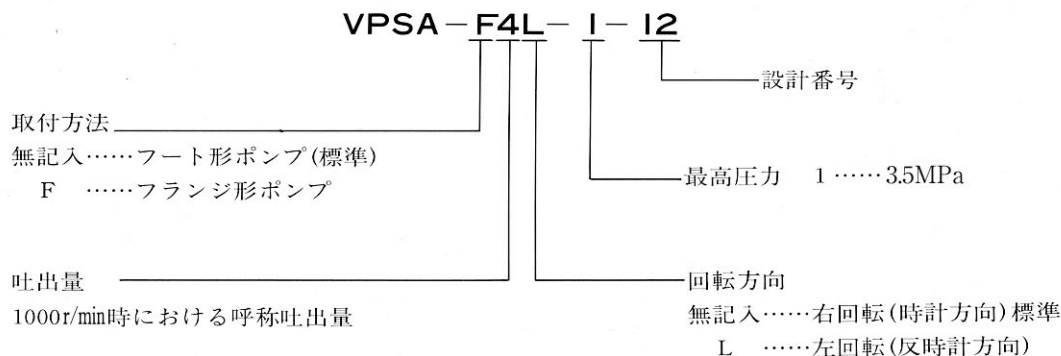 VPSA-F4L-1-12
設計番号
取付方法
無記入……フート形ポンプ(標準)
F ……フランジ形ポンプ
最高圧力 1……3.5MPa
吐出量
1000r/min時における呼称吐出量
回転方向
無記入……右回転(時計方向)標準
L ……左回転(反時計方向)